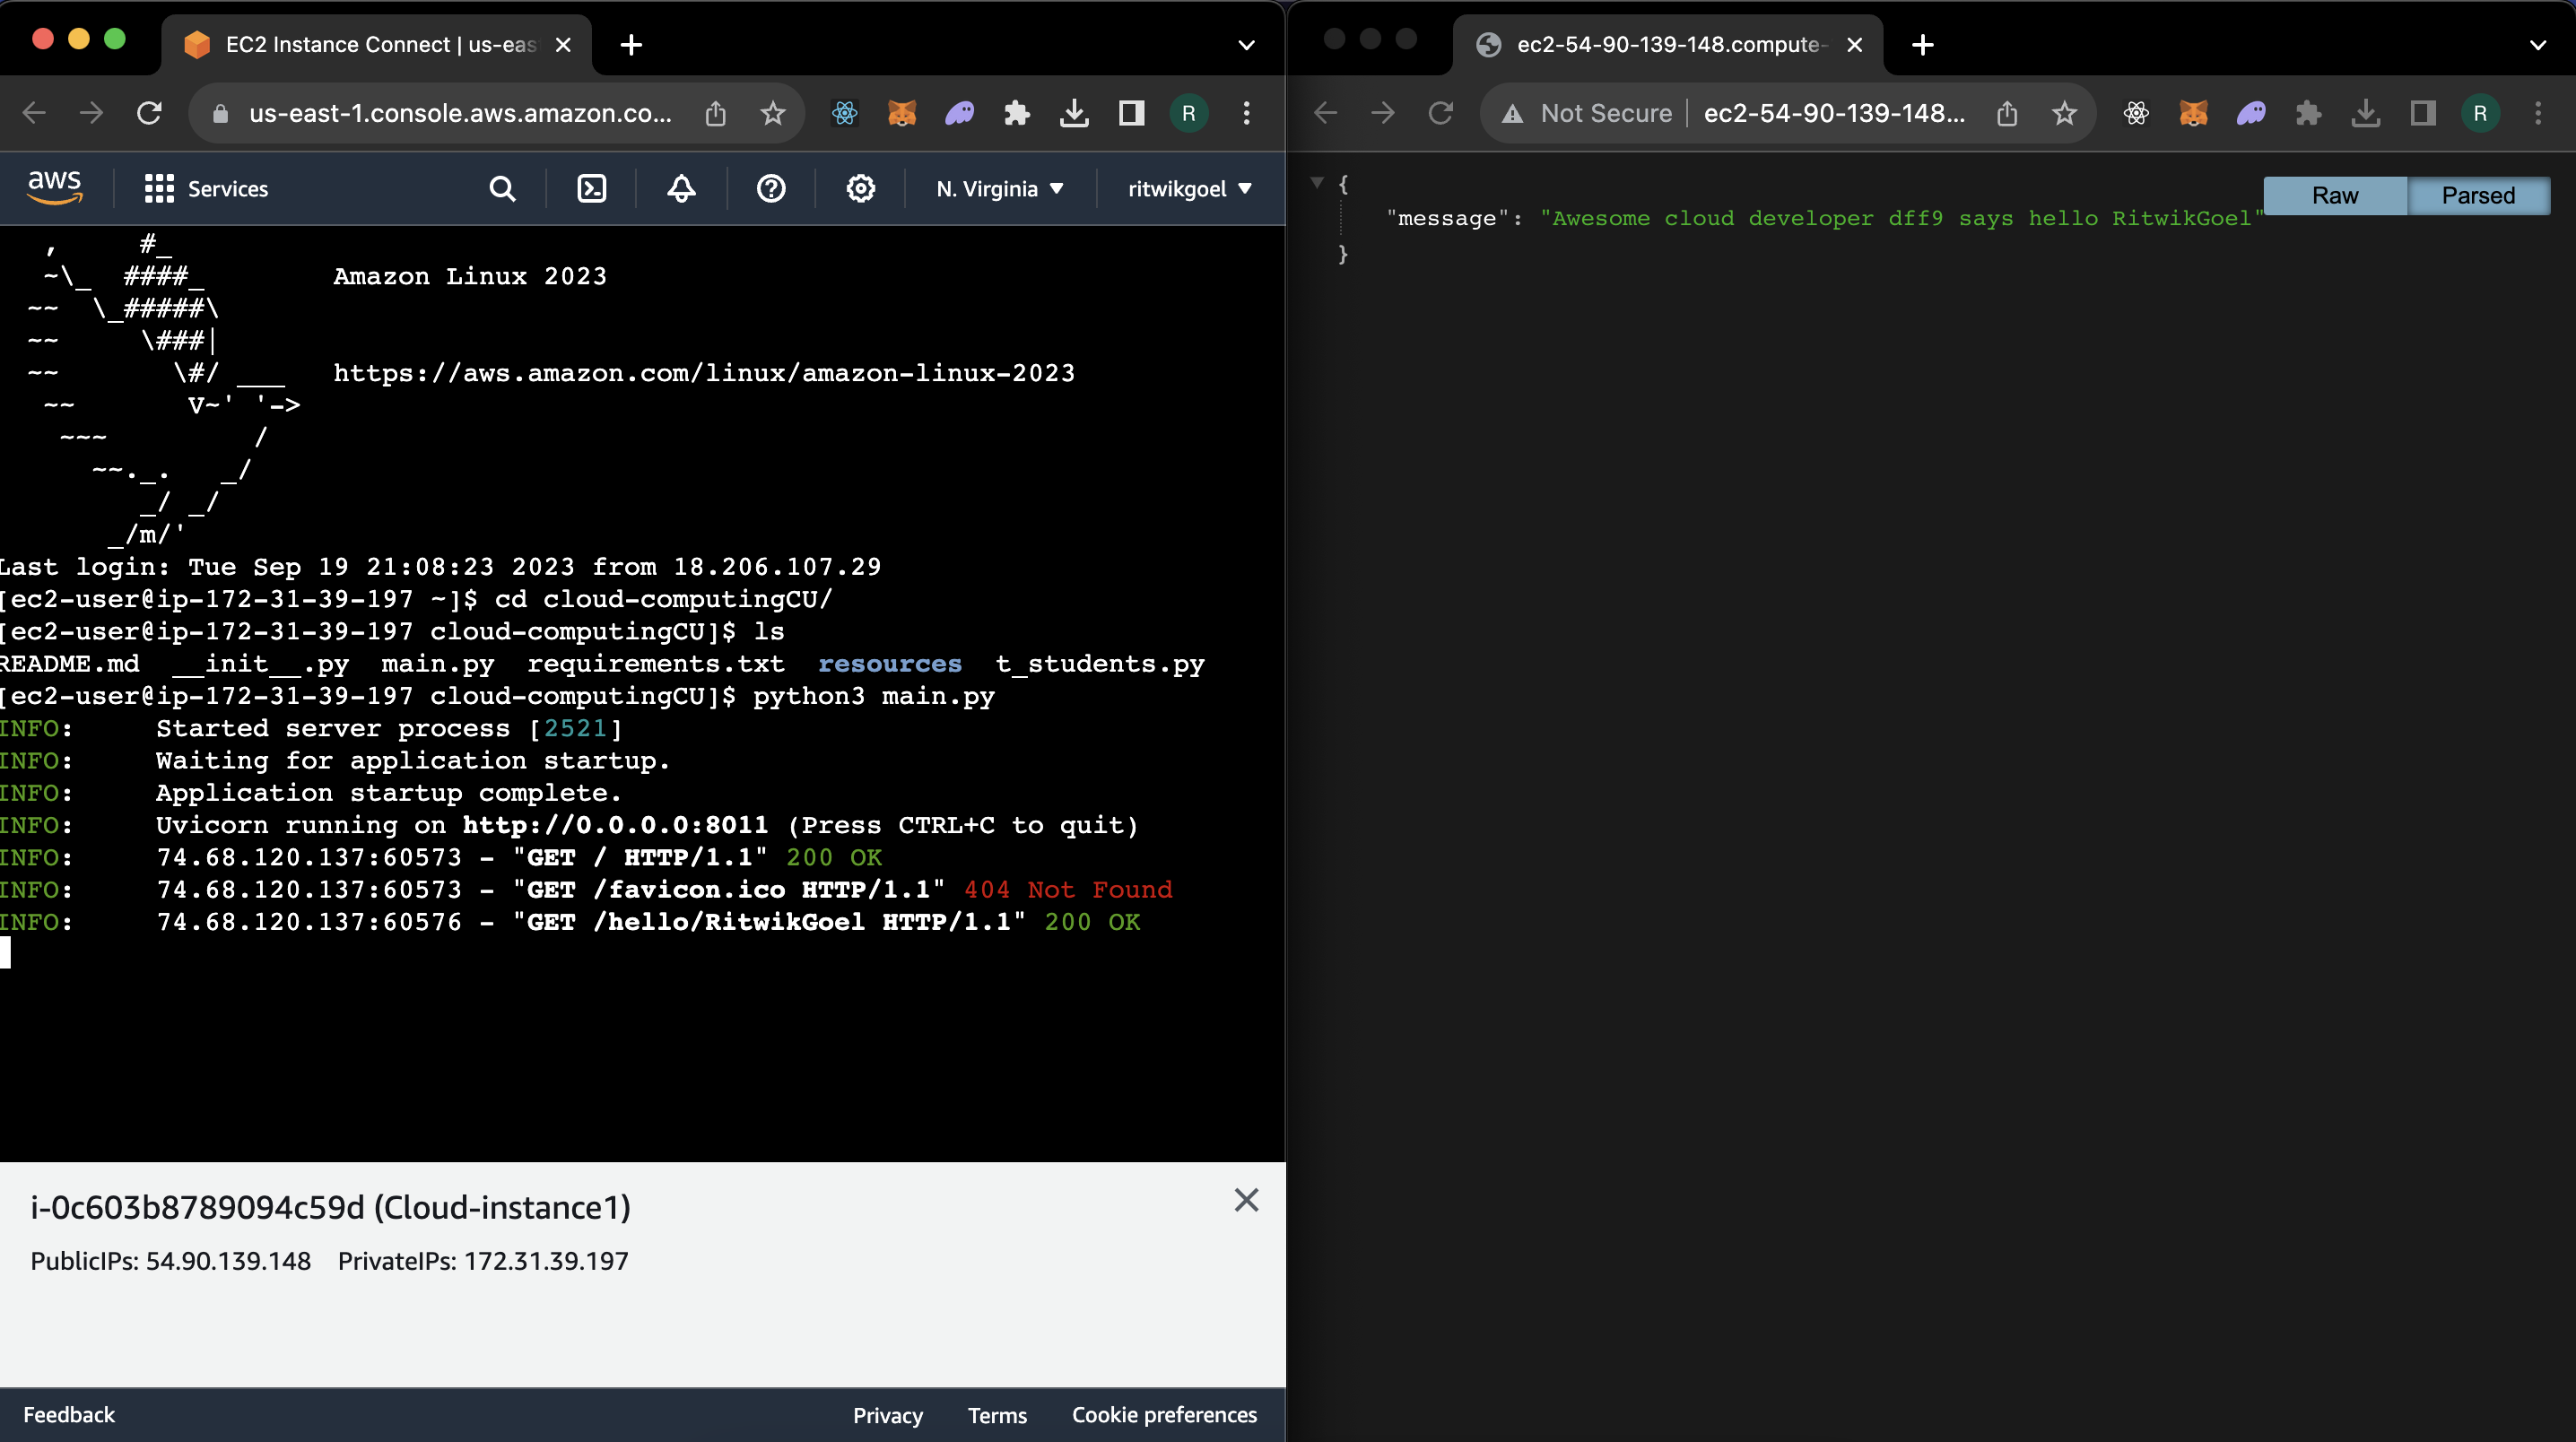 EC2 Instance Connect | us-eas
us-east-1.console.aws.amazon.co...
R
aws
Services
N. Virginia ▼
ritwikgoel ▼
   ,     #_
   ~\_  ####_        Amazon Linux 2023
  ~~  \_#####\
  ~~     \###|
  ~~       \#/ ___   https://aws.amazon.com/linux/amazon-linux-2023
   ~~       V~' '->
    ~~~         /
      ~~._.   _/
         _/ _/
       _/m/'
Last login: Tue Sep 19 21:08:23 2023 from 18.206.107.29
[ec2-user@ip-172-31-39-197 ~]$ cd cloud-computingCU/
[ec2-user@ip-172-31-39-197 cloud-computingCU]$ ls
README.md  __init__.py  main.py  requirements.txt  resources  t_students.py
[ec2-user@ip-172-31-39-197 cloud-computingCU]$ python3 main.py
INFO:     Started server process [2521]
INFO:     Waiting for application startup.
INFO:     Application startup complete.
INFO:     Uvicorn running on http://0.0.0.0:8011 (Press CTRL+C to quit)
INFO:     74.68.120.137:60573 - "GET / HTTP/1.1" 200 OK
INFO:     74.68.120.137:60573 - "GET /favicon.ico HTTP/1.1" 404 Not Found
INFO:     74.68.120.137:60576 - "GET /hello/RitwikGoel HTTP/1.1" 200 OK
i-0c603b8789094c59d (Cloud-instance1)
PublicIPs: 54.90.139.148    PrivateIPs: 172.31.39.197
Feedback
Privacy
Terms
Cookie preferences
ec2-54-90-139-148.compute-
Not Secure | ec2-54-90-139-148...
R
{
Raw
Parsed
"message": "Awesome cloud developer dff9 says hello RitwikGoel"
}